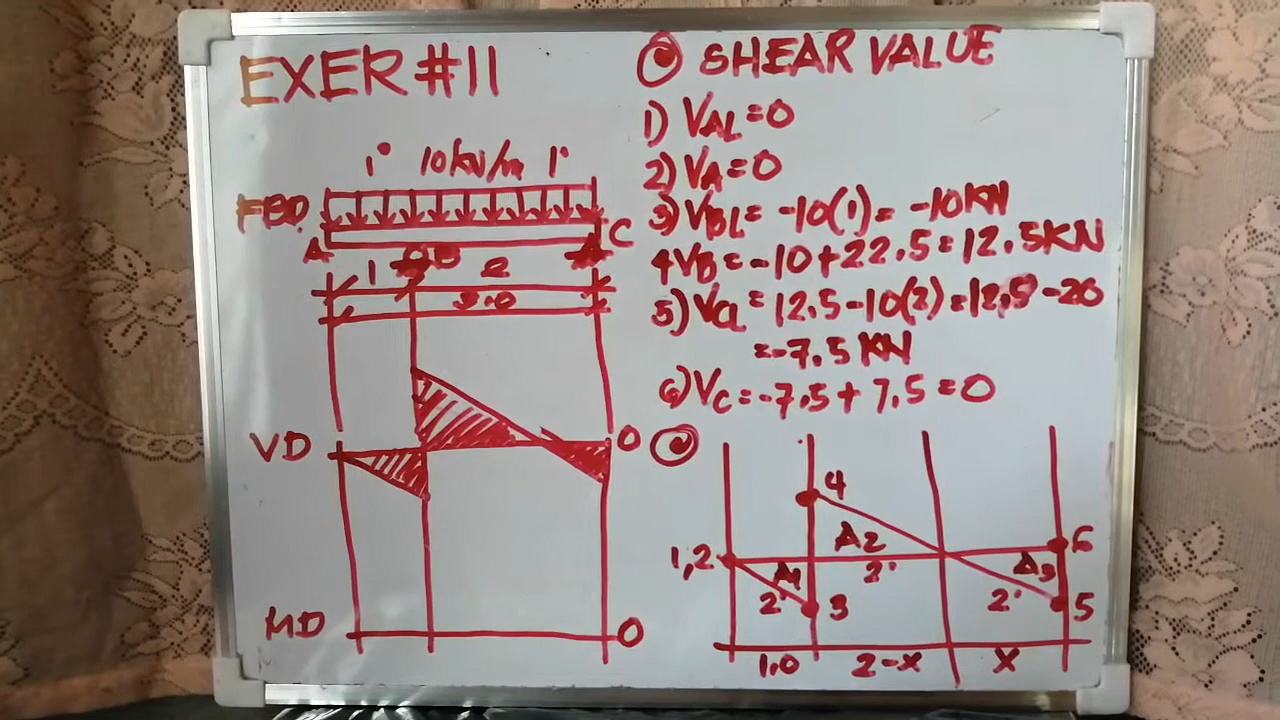 EXER #11
1° 10kN/m 1°
FBD
A B C
1 2
3.0
VD 0
MD 0
⊙ SHEAR VALUE
1) VAL = 0
2) VA = 0
3) VBL = -10(1) = -10KN
4 VB = -10+22.5 = 12.5KN
5) VCL = 12.5-10(2) = 12.5-20
= -7.5 KN
6) VC = -7.5 + 7.5 = 0
⊙
4
1,2 A2 6
A1 2° A3
2° 3 2° 5
1.0 2-x x